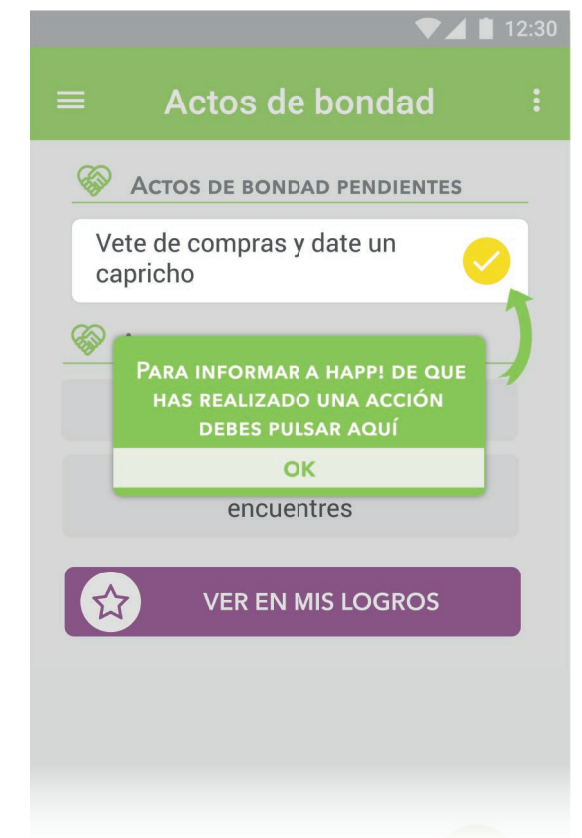 12:30
Actos de bondad
ACTOS DE BONDAD PENDIENTES
Vete de compras y date un
capricho
PARA INFORMAR A HAPP! DE QUE
HAS REALIZADO UNA ACCIÓN
DEBES PULSAR AQUÍ
OK
encuentres
VER EN MIS LOGROS